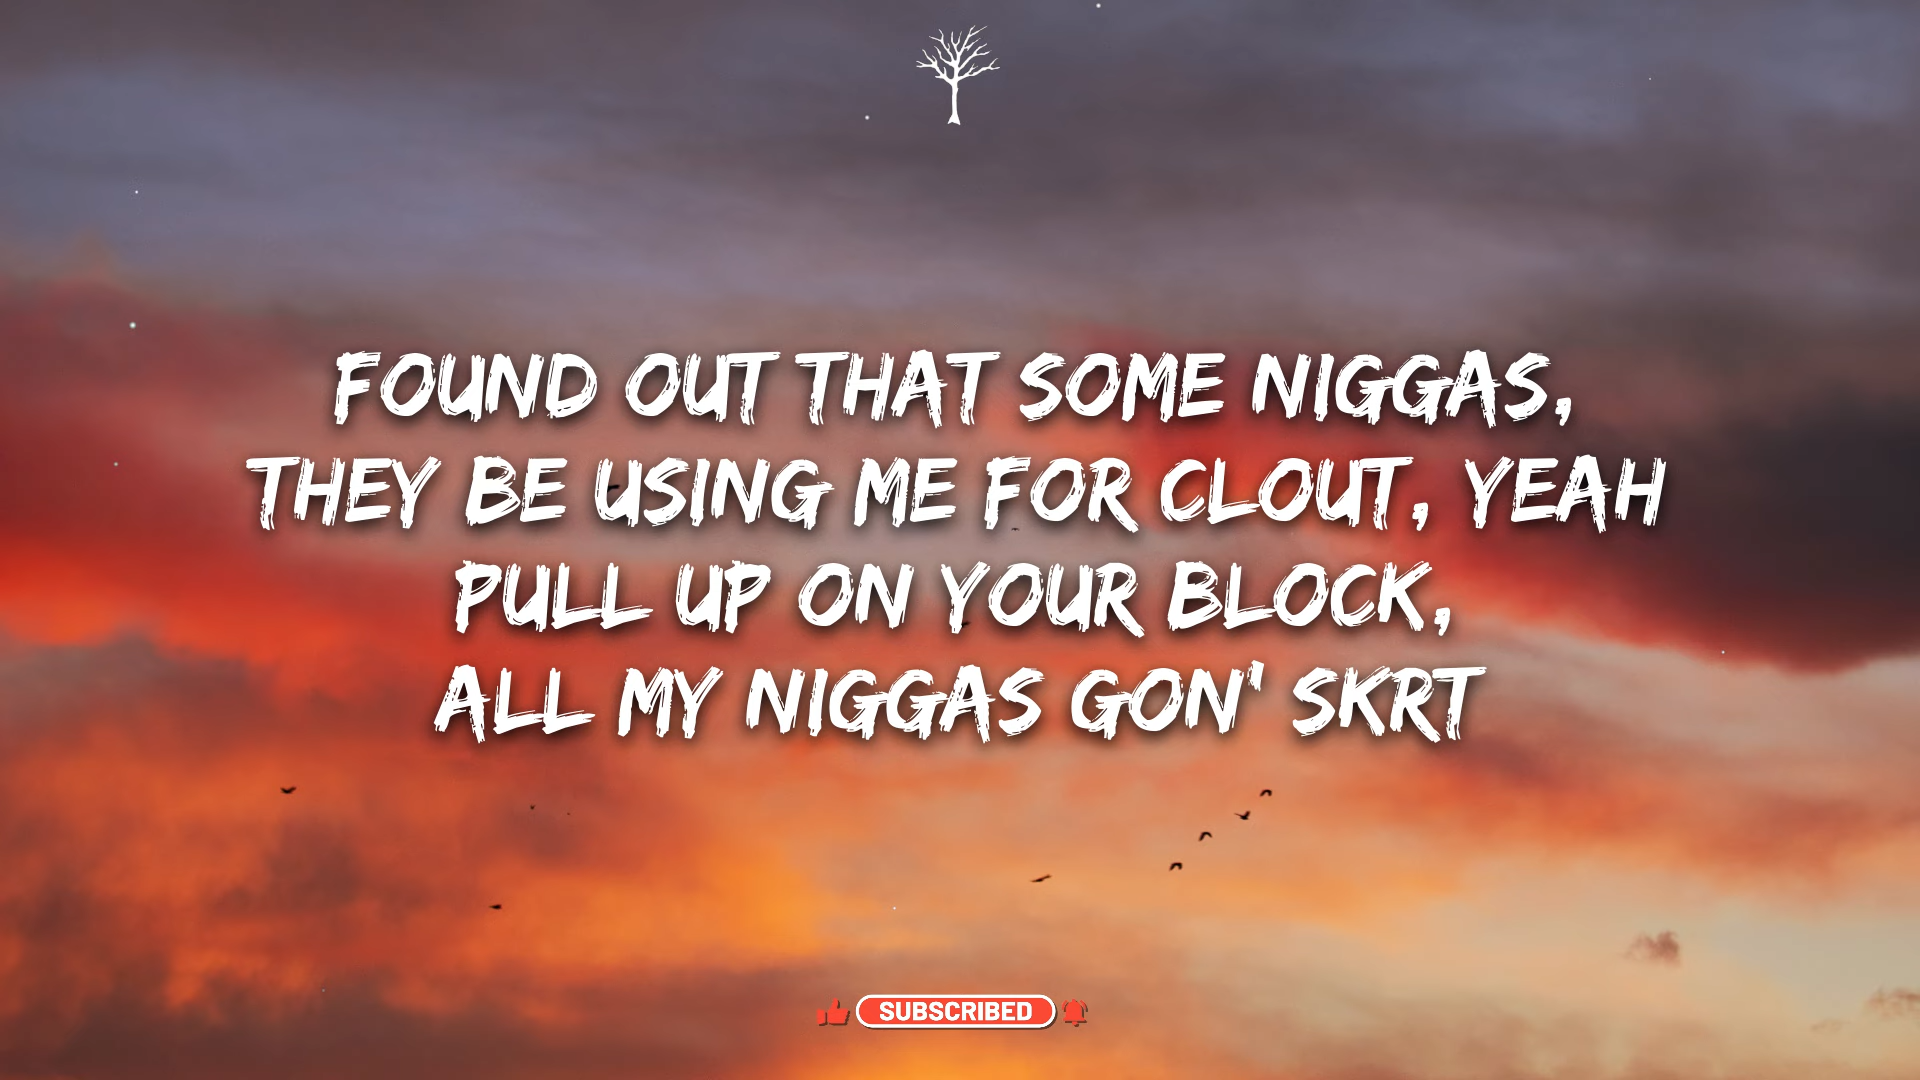 FOUND OUT THAT SOME NIGGAS,
THEY BE USING ME FOR CLOUT, YEAH
PULL UP ON YOUR BLOCK,
ALL MY NIGGAS GON' SKRT
SUBSCRIBED